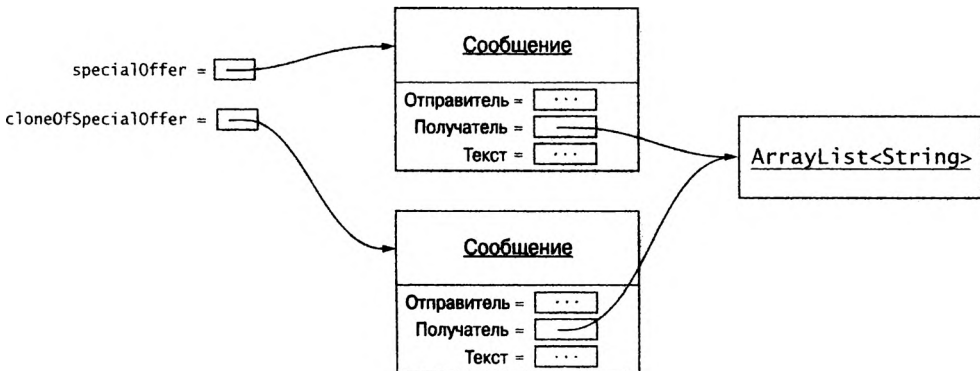 specialOffer =
cloneOfSpecialOffer =
Сообщение
Отправитель = ...
Получатель =
Текст = ...
ArrayList<String>
Сообщение
Отправитель = ...
Получатель =
Текст = ...